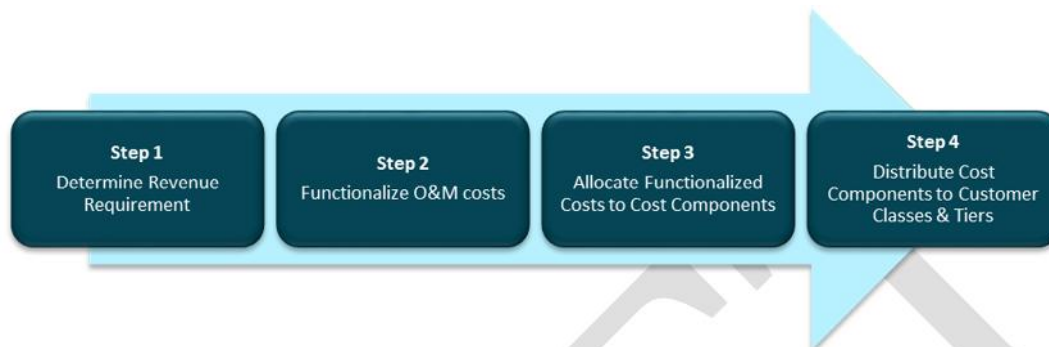 Step 1
Determine Revenue
Requirement
Step 2
Functionalize O&M costs
Step 3
Allocate Functionalized
Costs to Cost Components
Step 4
Distribute Cost
Components to Customer
Classes & Tiers